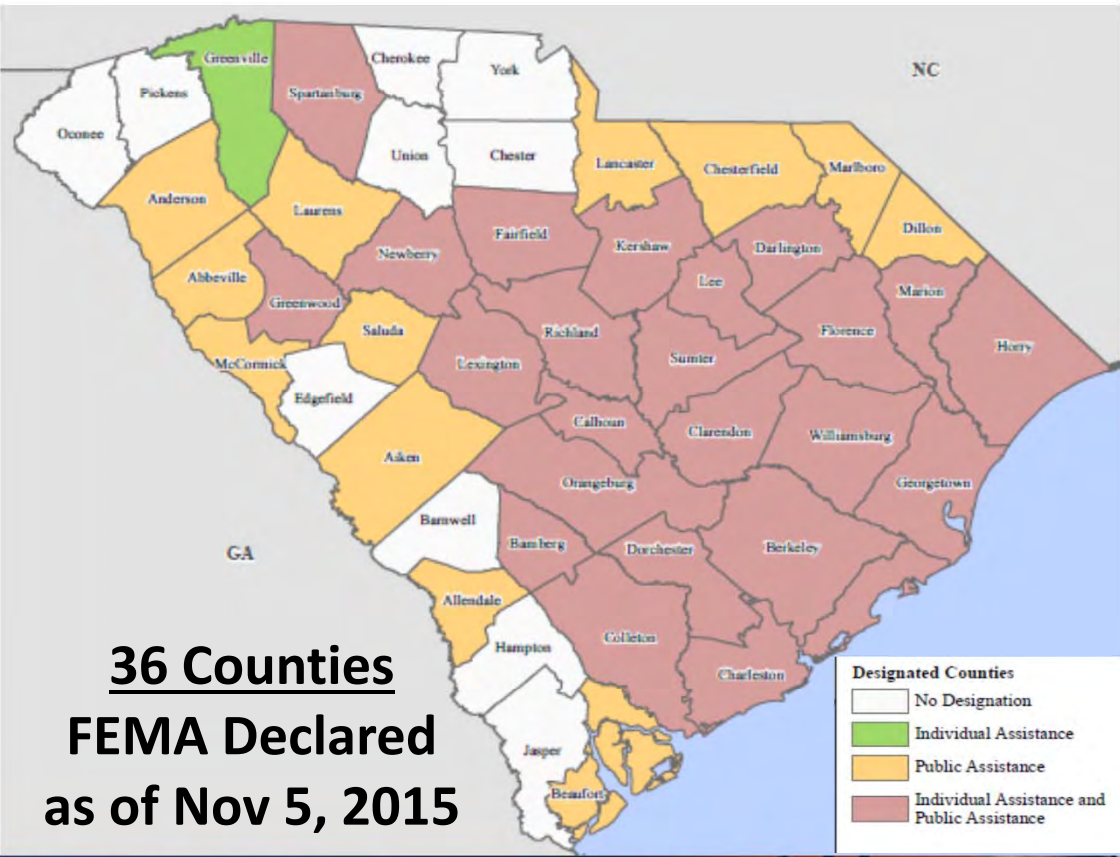 Greenville
Cherokee
York
NC
Pickens
Spartanburg
Oconee
Union
Chester
Lancaster
Chesterfield
Marlboro
Anderson
Laurens
Dillon
Fairfield
Kershaw
Darlington
Newberry
Abbeville
Lee
Marion
Greenwood
Saluda
Richland
Florence
Horry
McCormick
Lexington
Sumter
Edgefield
Calhoun
Clarendon
Williamsburg
Aiken
Orangeburg
Georgetown
Barnwell
Bamberg
Dorchester
Berkeley
GA
Allendale
Colleton
Hampton
Charleston
Jasper
Beaufort
36 Counties
FEMA Declared
as of Nov 5, 2015
Designated Counties
No Designation
Individual Assistance
Public Assistance
Individual Assistance and
Public Assistance